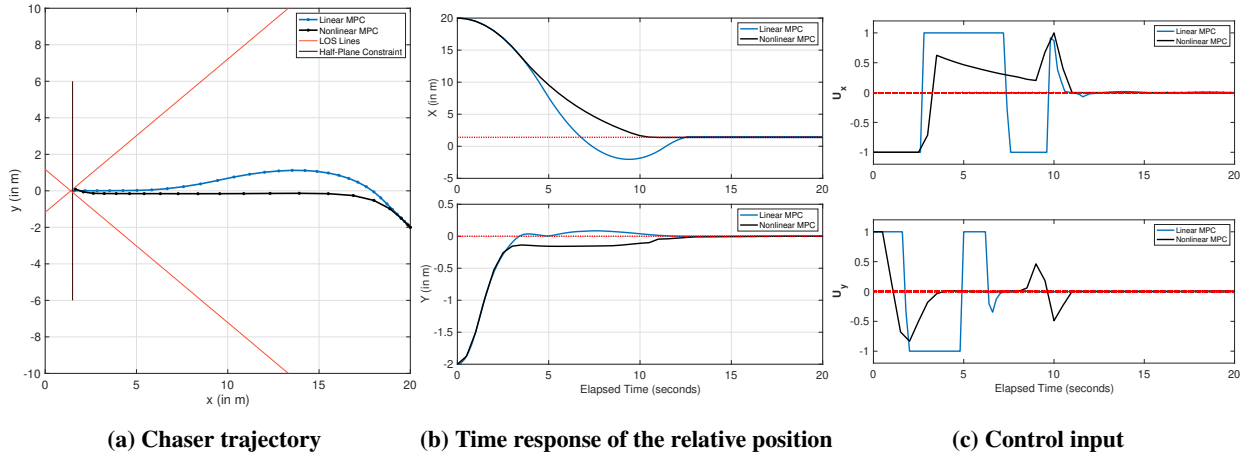 10
8
6
4
2
0
-2
-4
-6
-8
-10
0
5
10
15
20
y (in m)
x (in m)
Linear MPC
Nonlinear MPC
LOS Lines
Half-Plane Constraint
20
15
10
5
0
-5
0
5
10
15
20
X (in m)
Linear MPC
Nonlinear MPC
0.5
0
-0.5
-1
-1.5
-2
0
5
10
15
20
Y (in m)
Elapsed Time (seconds)
Linear MPC
Nonlinear MPC
1
0.5
0
-0.5
-1
0
5
10
15
20
U_x
Linear MPC
Nonlinear MPC
1
0.5
0
-0.5
-1
0
5
10
15
20
U_y
Elapsed Time (seconds)
Linear MPC
Nonlinear MPC
(a) Chaser trajectory
(b) Time response of the relative position
(c) Control input